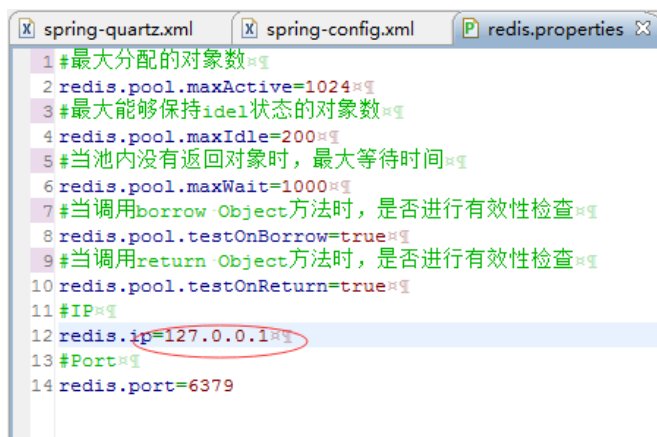 spring-quartz.xml spring-config.xml redis.properties
1 #最大分配的对象数
2 redis.pool.maxActive=1024
3 #最大能够保持idel状态的对象数
4 redis.pool.maxIdle=200
5 #当池内没有返回对象时，最大等待时间
6 redis.pool.maxWait=1000
7 #当调用borrow Object方法时，是否进行有效性检查
8 redis.pool.testOnBorrow=true
9 #当调用return Object方法时，是否进行有效性检查
10 redis.pool.testOnReturn=true
11 #IP
12 redis.ip=127.0.0.1
13 #Port
14 redis.port=6379